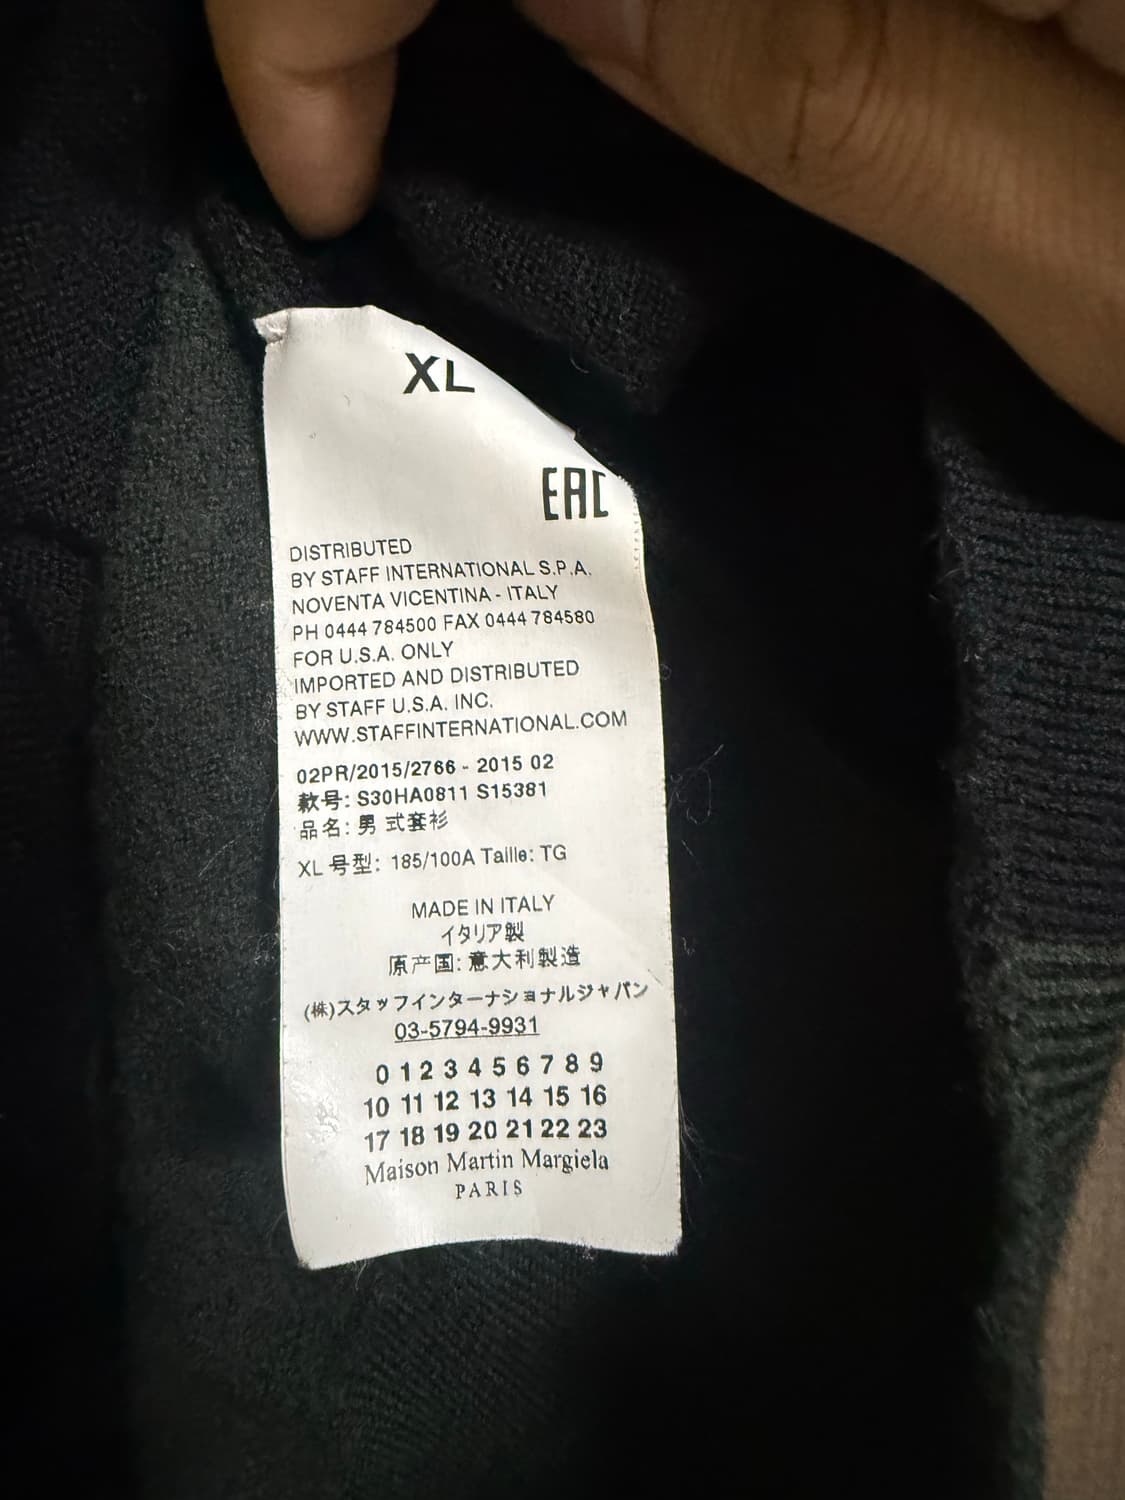 XL
EAC
DISTRIBUTED
BY STAFF INTERNATIONAL S.P.A.
NOVENTA VICENTINA - ITALY
PH 0444 784500 FAX 0444 784580
FOR U.S.A. ONLY
IMPORTED AND DISTRIBUTED
BY STAFF U.S.A. INC.
WWW.STAFFINTERNATIONAL.COM
02PR/2015/2766 - 2015 02
款号: S30HA0811 S15381
品名: 男 式套衫
XL 号型: 185/100A Taille: TG
MADE IN ITALY
イタリア製
原产国: 意大利製造
(株)スタッフインターナショナルジャパン
03-5794-9931
0 1 2 3 4 5 6 7 8 9
10 11 12 13 14 15 16
17 18 19 20 21 22 23
Maison Martin Margiela
PARIS